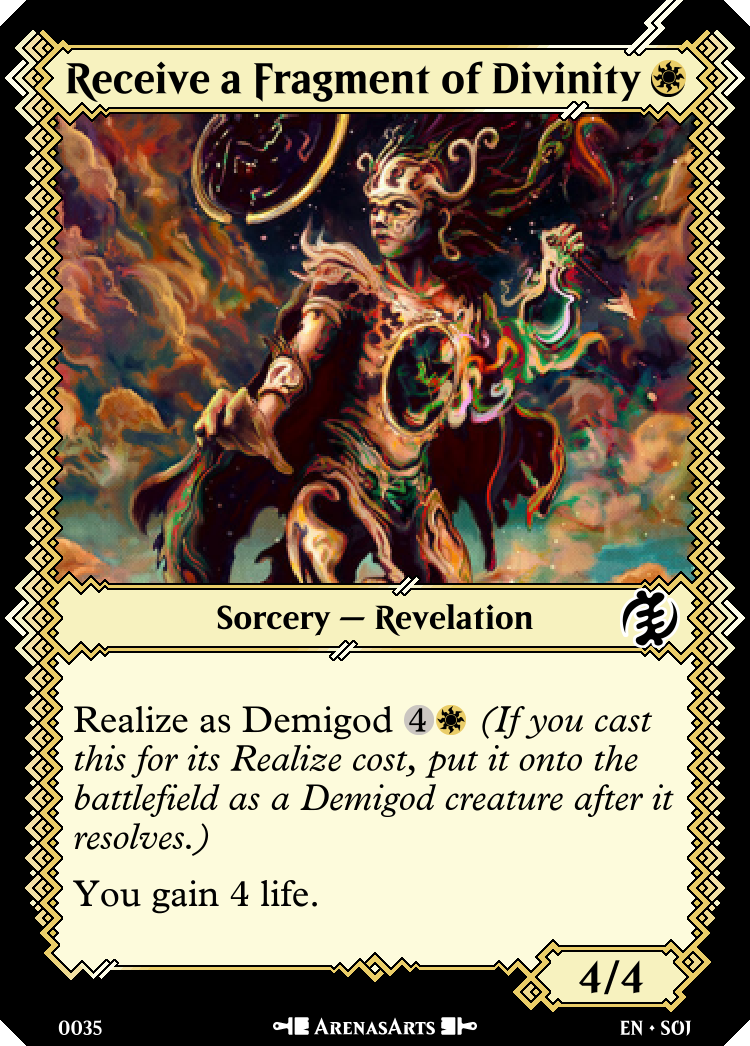 Receive a Fragment of Divinity
Sorcery — Revelation
Realize as Demigod 4 (If you cast
this for its Realize cost, put it onto the
battlefield as a Demigod creature after it
resolves.)
You gain 4 life.
4/4
0035 ArenasArts EN • SOI